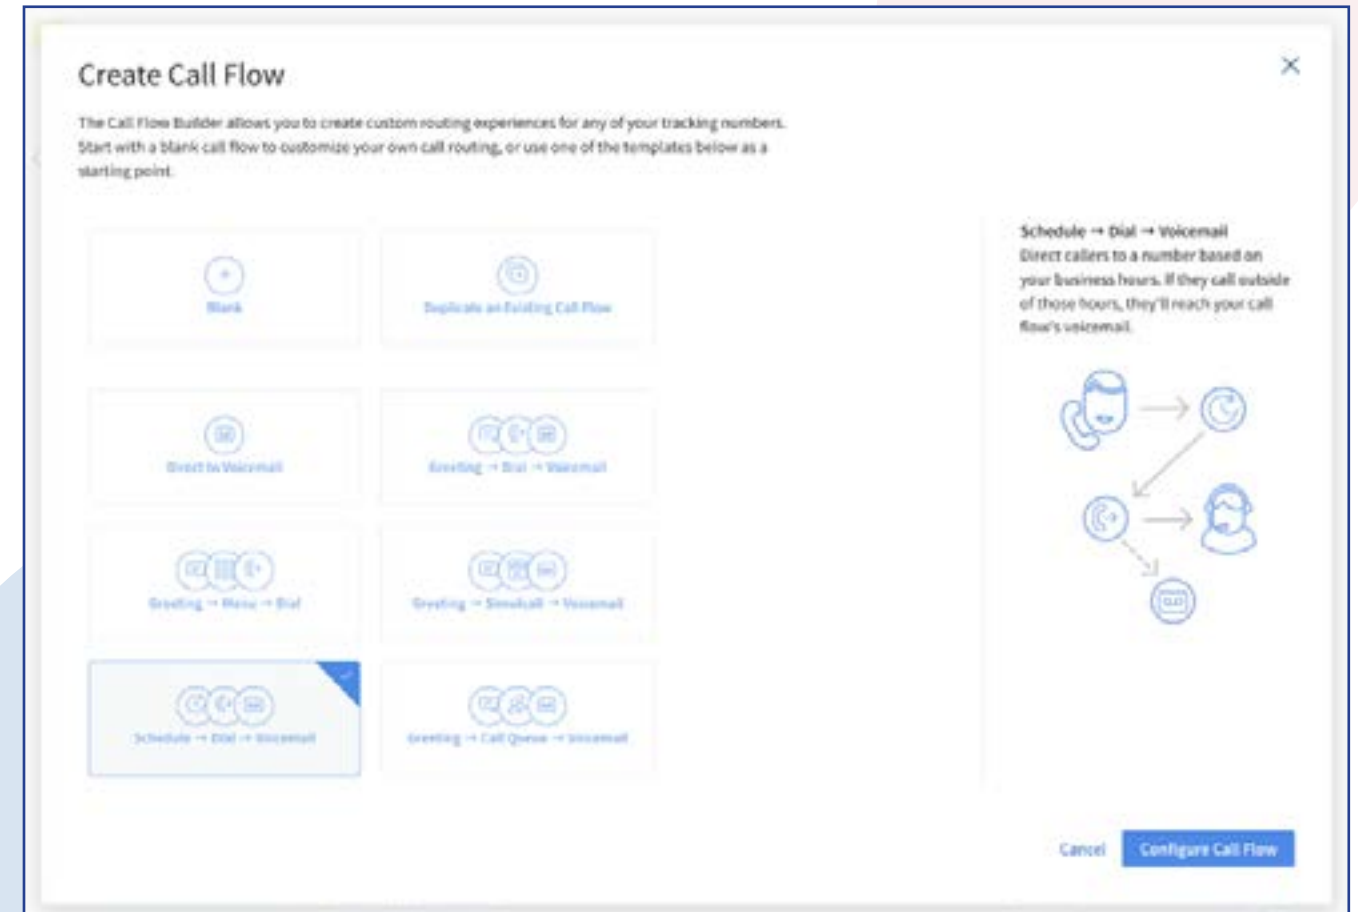 Create Call Flow
The Call Flow Builder allows you to create custom routing experiences for any of your tracking numbers.
Start with a blank call flow to customize your own call routing, or use one of the templates below as a
starting point.
Blank
Duplicate an Existing Call Flow
Direct to Voicemail
Greeting → Dial → Voicemail
Greeting → Menu → Dial
Greeting → Simulcall → Voicemail
Schedule → Dial → Voicemail
Greeting → Call Queue → Voicemail
Schedule → Dial → Voicemail
Direct callers to a number based on
your business hours. If they call outside
of those hours, they'll reach your call
flow's voicemail.
Cancel
Configure Call Flow